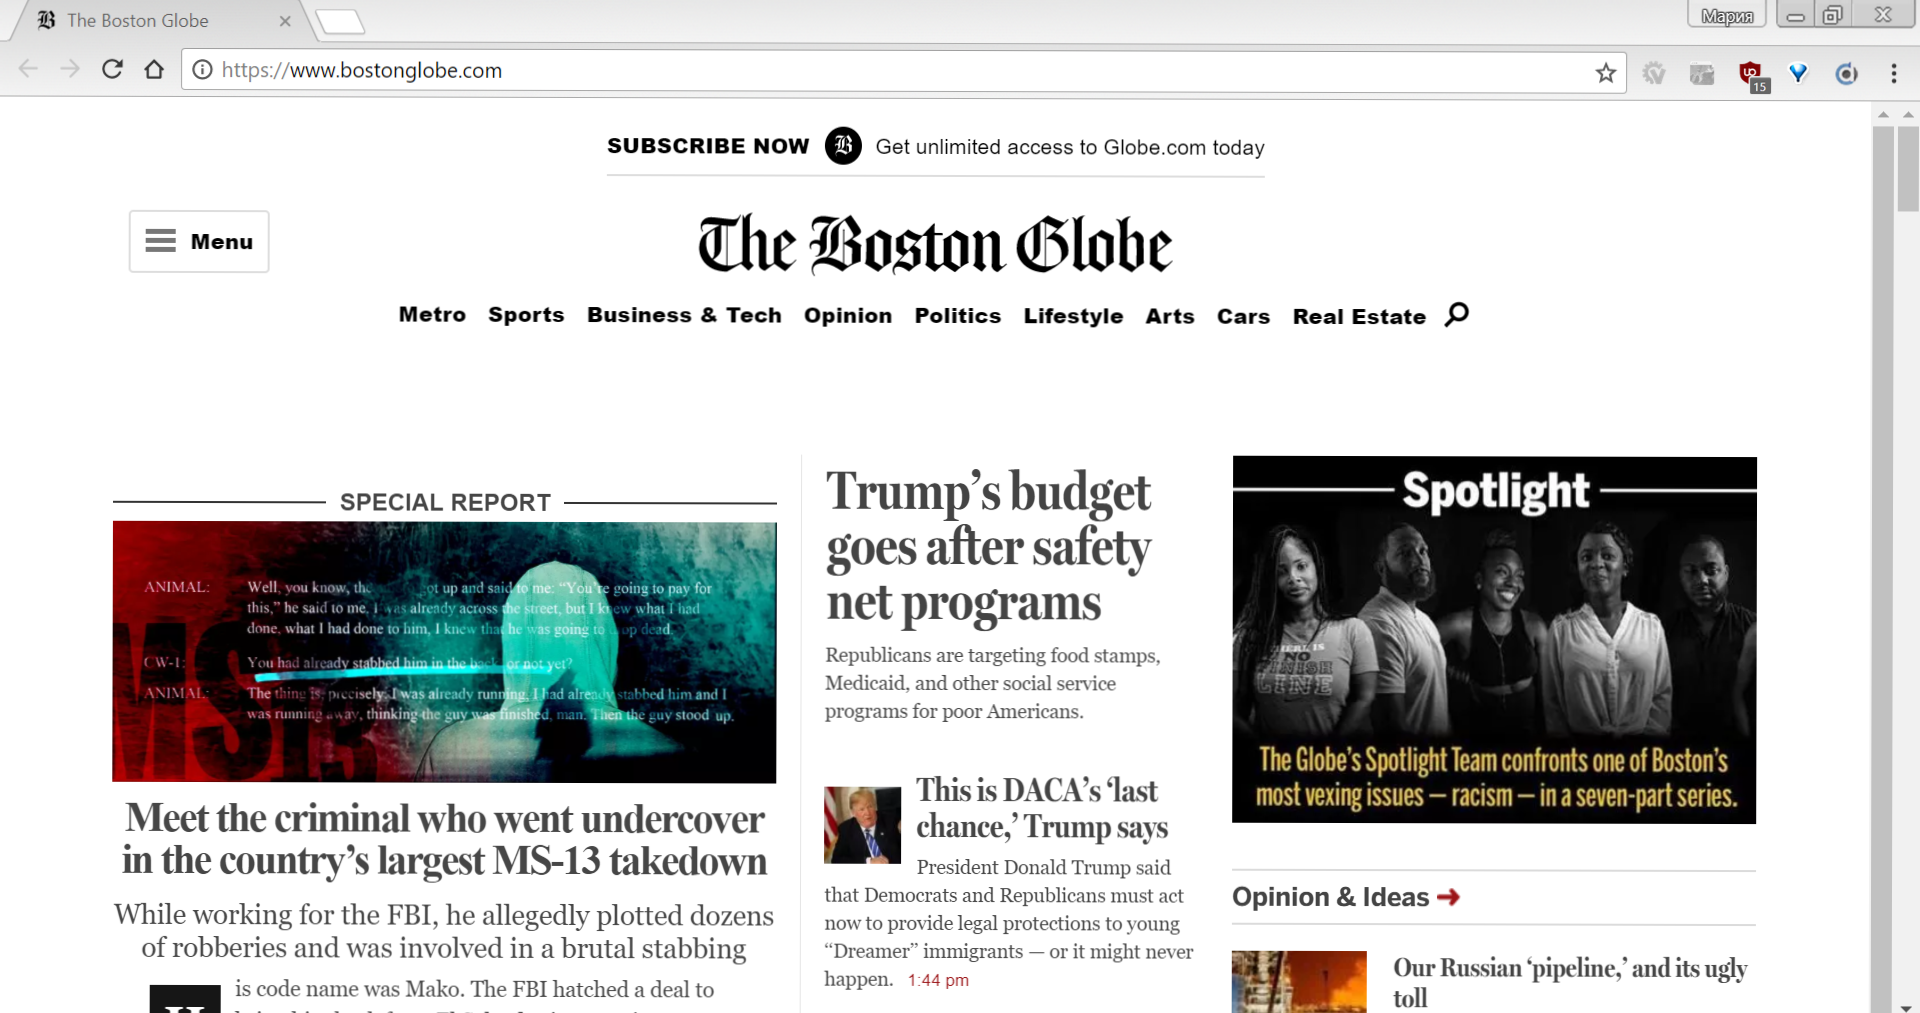 The Boston Globe
Мария
https://www.bostonglobe.com
15
SUBSCRIBE NOW B Get unlimited access to Globe.com today
Menu
The Boston Globe
Metro Sports Business & Tech Opinion Politics Lifestyle Arts Cars Real Estate
SPECIAL REPORT
ANIMAL: Well, you know, the got up and said to me: “You’re going to pay for
this,” he said to me, I was already across the street, but I knew what I had
done, what I had done to him, I knew that he was going to op dead.
CW-1: You had already stabbed him in the back or not yet?
ANIMAL: The thing is, precisely, I was already running, I had already stabbed him and I
was running away, thinking the guy was finished, man. Then the guy stood up.
MS13
Meet the criminal who went undercover
in the country’s largest MS-13 takedown
While working for the FBI, he allegedly plotted dozens
of robberies and was involved in a brutal stabbing
is code name was Mako. The FBI hatched a deal to
Trump’s budget
goes after safety
net programs
Republicans are targeting food stamps,
Medicaid, and other social service
programs for poor Americans.
This is DACA’s ‘last
chance,’ Trump says
President Donald Trump said
that Democrats and Republicans must act
now to provide legal protections to young
“Dreamer” immigrants — or it might never
happen. 1:44 pm
Spotlight
THERE IS
NO
FINISH
LINE
The Globe’s Spotlight Team confronts one of Boston’s
most vexing issues — racism — in a seven-part series.
Opinion & Ideas
Our Russian ‘pipeline,’ and its ugly
toll